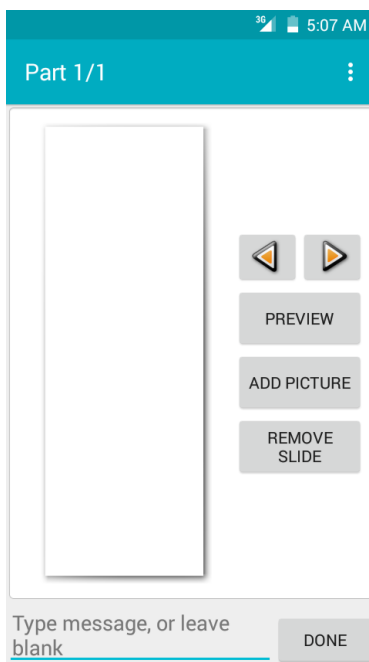 3G 5:07 AM
Part 1/1
PREVIEW
ADD PICTURE
REMOVE
SLIDE
Type message, or leave
blank
DONE